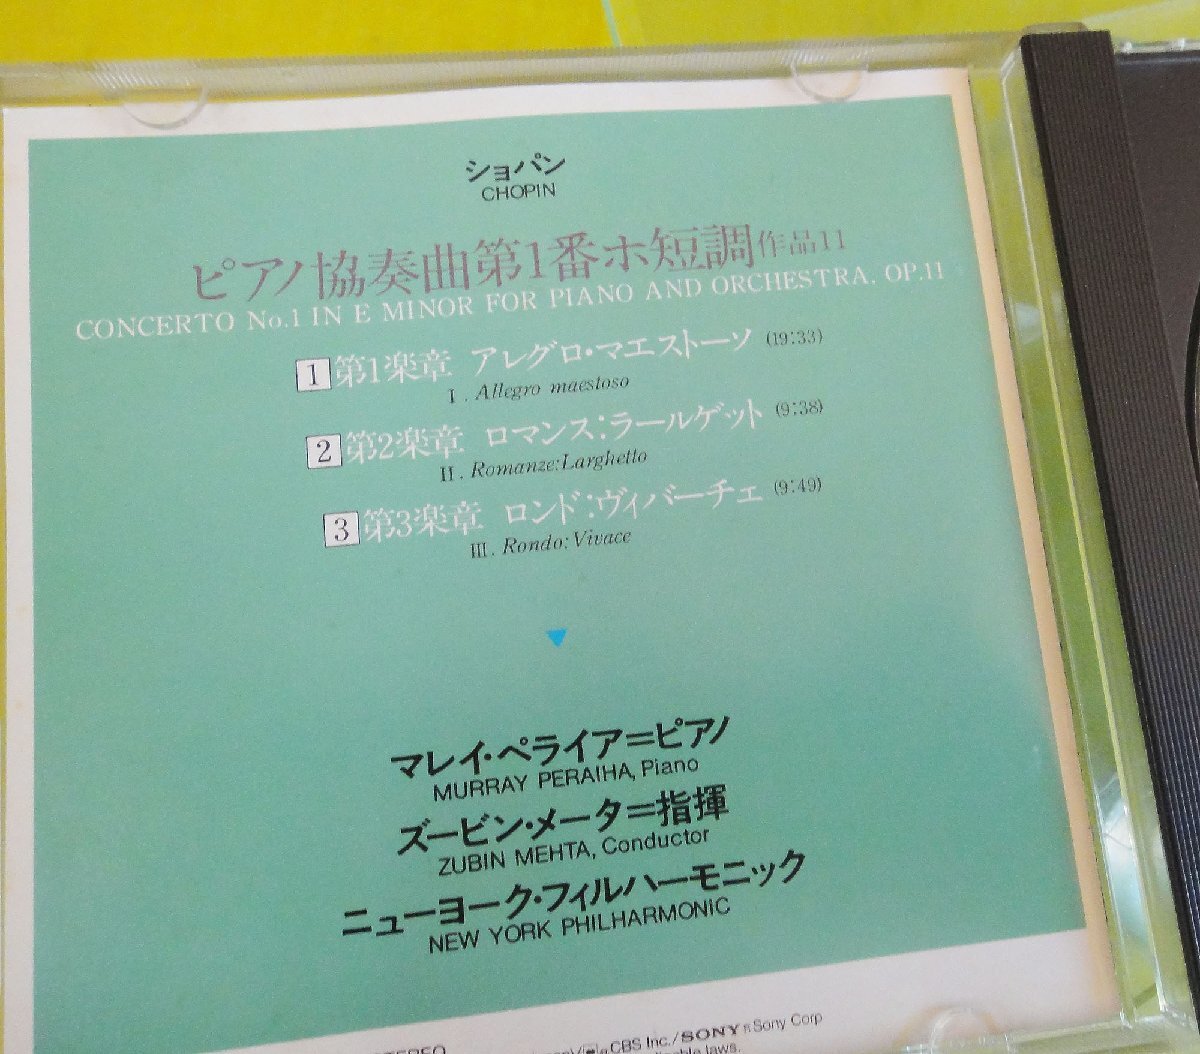 ショパン
CHOPIN
ピアノ協奏曲第1番ホ短調作品11
CONCERTO No.1 IN E MINOR FOR PIANO AND ORCHESTRA, OP.11
1 第1楽章 アレグロ・マエストーソ (19:33)
I. Allegro maestoso
2 第2楽章 ロマンス:ラールゲット (9:38)
II. Romanze:Larghetto
3 第3楽章 ロンド:ヴィバーチェ (9:49)
III. Rondo:Vivace
マレイ・ペライア=ピアノ
MURRAY PERAIHA, Piano
ズービン・メータ=指揮
ZUBIN MEHTA, Conductor
ニューヨーク・フィルハーモニック
NEW YORK PHILHARMONIC
CBS Inc./SONY Sony Corp
laws.